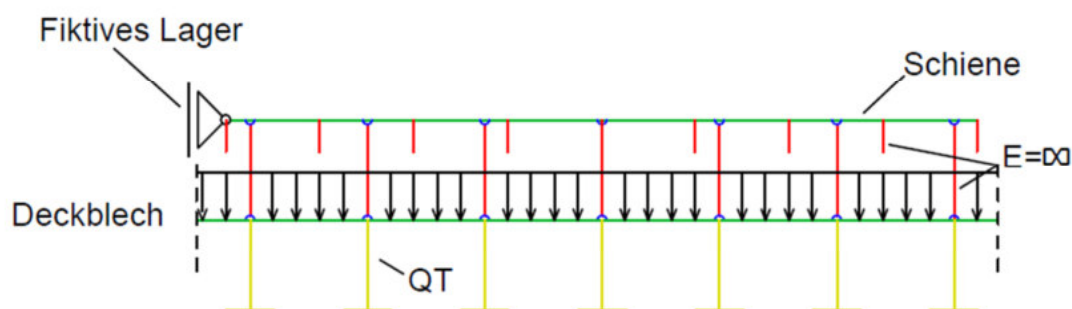 Fiktives Lager
Schiene
E=∞
Deckblech
QT